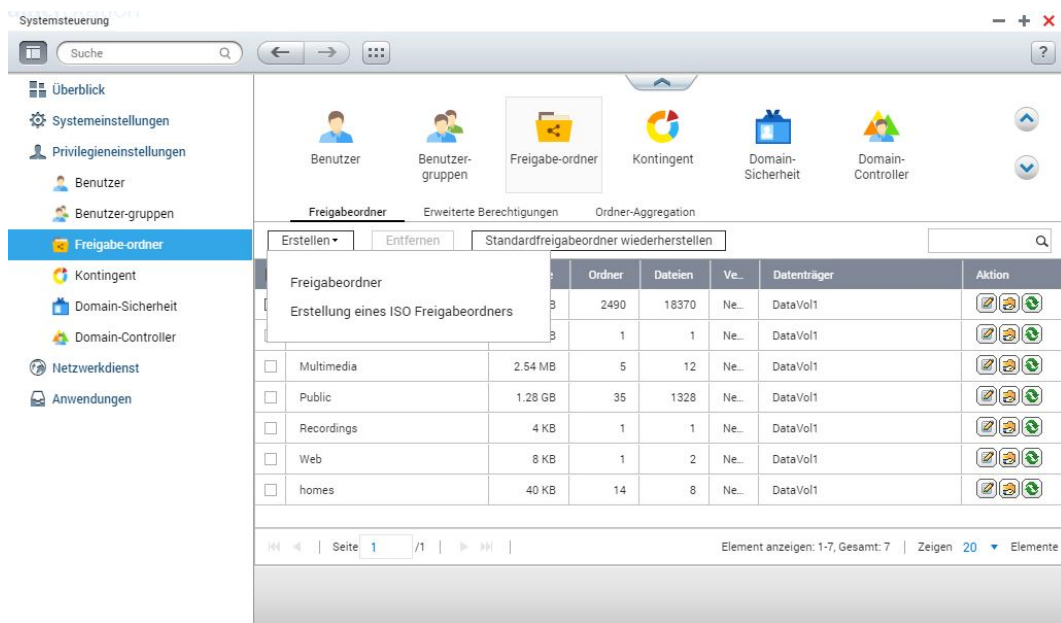 Systemsteuerung
Suche
?
Überblick
Systemeinstellungen
Privilegieneinstellungen
Benutzer
Benutzer-gruppen
Freigabe-ordner
Kontingent
Domain-Sicherheit
Domain-Controller
Netzwerkdienst
Anwendungen
Benutzer
Benutzer-
gruppen
Freigabe-ordner
Kontingent
Domain-
Sicherheit
Domain-
Controller
Freigabeordner Erweiterte Berechtigungen Ordner-Aggregation
Erstellen Entfernen Standardfreigabeordner wiederherstellen
Freigabeordner
Erstellung eines ISO Freigabeordners
Ordner Dateien Ve... Datenträger Aktion
2490 18370 Ne... DataVol1
1 1 Ne... DataVol1
Multimedia 2.54 MB 5 12 Ne... DataVol1
Public 1.28 GB 35 1328 Ne... DataVol1
Recordings 4 KB 1 1 Ne... DataVol1
Web 8 KB 1 2 Ne... DataVol1
homes 40 KB 14 8 Ne... DataVol1
Seite 1 /1 | Element anzeigen: 1-7, Gesamt: 7 | Zeigen 20 Elemente